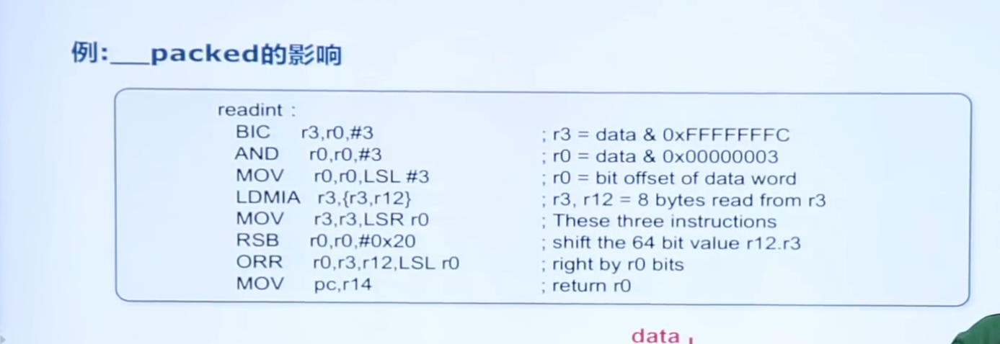 例:__packed的影响
readint :
BIC r3,r0,#3 ; r3 = data & 0xFFFFFFFC
AND r0,r0,#3 ; r0 = data & 0x00000003
MOV r0,r0,LSL #3 ; r0 = bit offset of data word
LDMIA r3,{r3,r12} ; r3, r12 = 8 bytes read from r3
MOV r3,r3,LSR r0 ; These three instructions
RSB r0,r0,#0x20 ; shift the 64 bit value r12.r3
ORR r0,r3,r12,LSL r0 ; right by r0 bits
MOV pc,r14 ; return r0
data